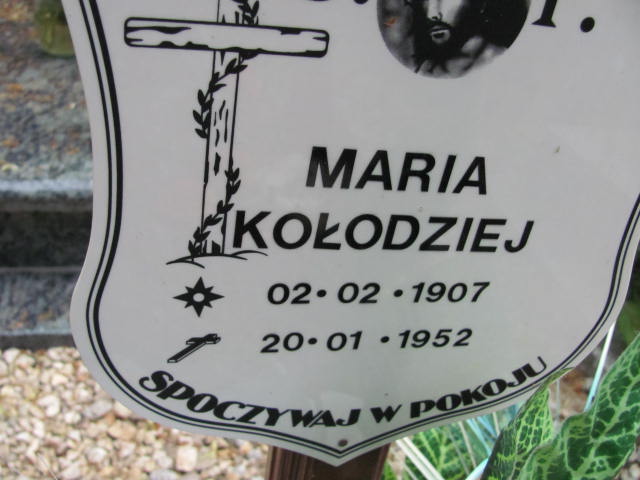 MARIA
KOŁODZIEJ
02 • 02 • 1907
20 • 01 • 1952
SPOCZYWAJ W POKOJU